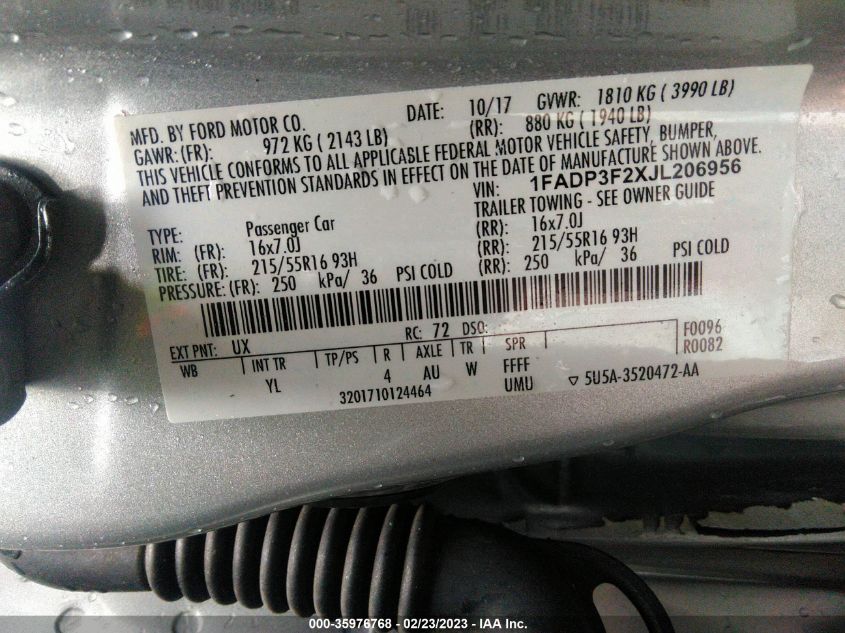 MFD. BY FORD MOTOR CO. DATE: 10/17 GVWR: 1810 KG ( 3990 LB)
GAWR:(FR): 972 KG ( 2143 LB) (RR): 880 KG ( 1940 LB)
THIS VEHICLE CONFORMS TO ALL APPLICABLE FEDERAL MOTOR VEHICLE SAFETY, BUMPER,
AND THEFT PREVENTION STANDARDS IN EFFECT ON THE DATE OF MANUFACTURE SHOWN ABOVE.
VIN: 1FADP3F2XJL206956
TYPE: Passenger Car TRAILER TOWING - SEE OWNER GUIDE
RIM: (FR): 16x7.0J (RR): 16x7.0J
TIRE: (FR): 215/55R16 93H (RR): 215/55R16 93H
PRESSURE: (FR): 250 kPa/ 36 PSI COLD (RR): 250 kPa/ 36 PSI COLD
EXT PNT: UX RC: 72 DSO: F0096
WB INT TR TP/PS R AXLE TR SPR R0082
YL 4 AU W FFFF
3201710124464 UMU ▽ 5U5A-3520472-AA
000-35976768 - 02/23/2023 - IAA Inc.